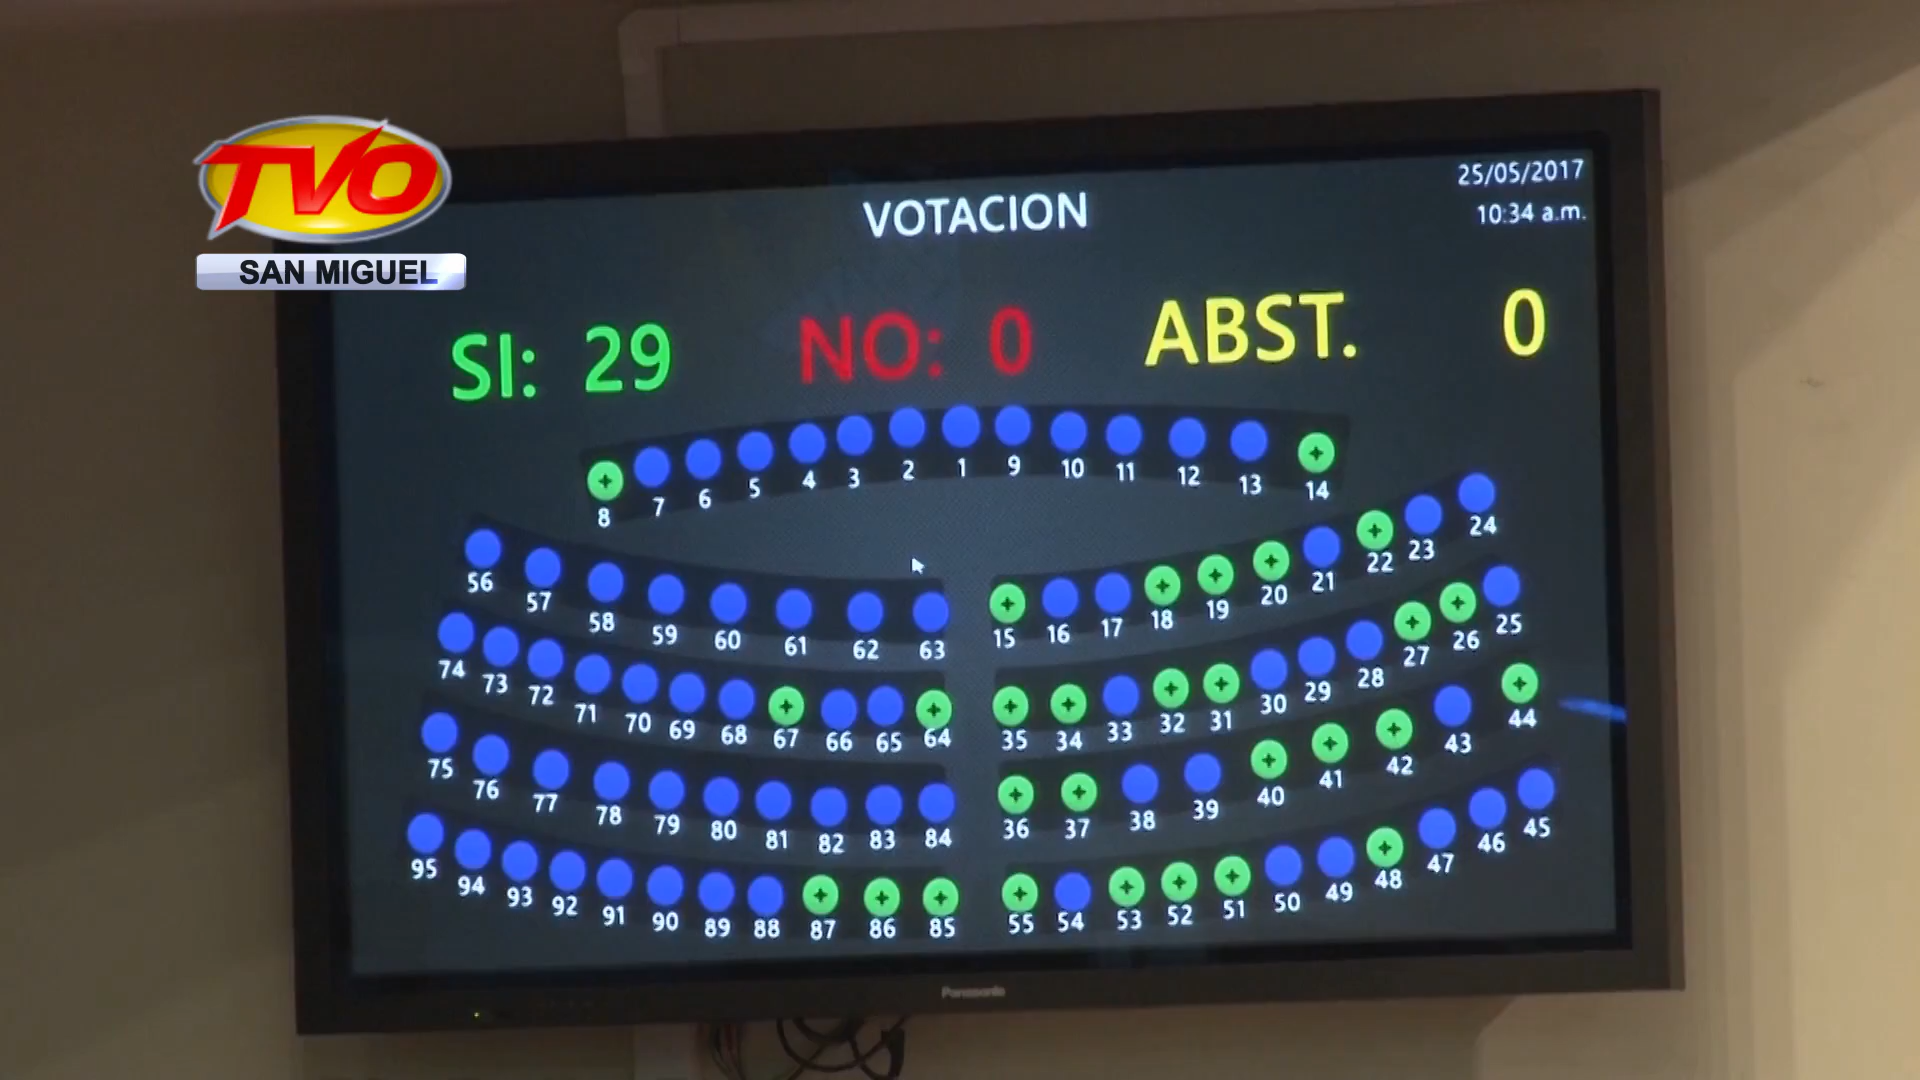 TVO
SAN MIGUEL
25/05/2017
10:34 a.m.
VOTACION
SI: 29 NO: 0 ABST. 0
8 7 6 5 4 3 2 1 9 10 11 12 13 14
56 57 58 59 60 61 62 63 15 16 17 18 19 20 21 22 23 24
74 73 72 71 70 69 68 67 66 65 64 35 34 33 32 31 30 29 28 27 26 25
75 76 77 78 79 80 81 82 83 84 36 37 38 39 40 41 42 43 44
95 94 93 92 91 90 89 88 87 86 85 55 54 53 52 51 50 49 48 47 46 45
Panasonic